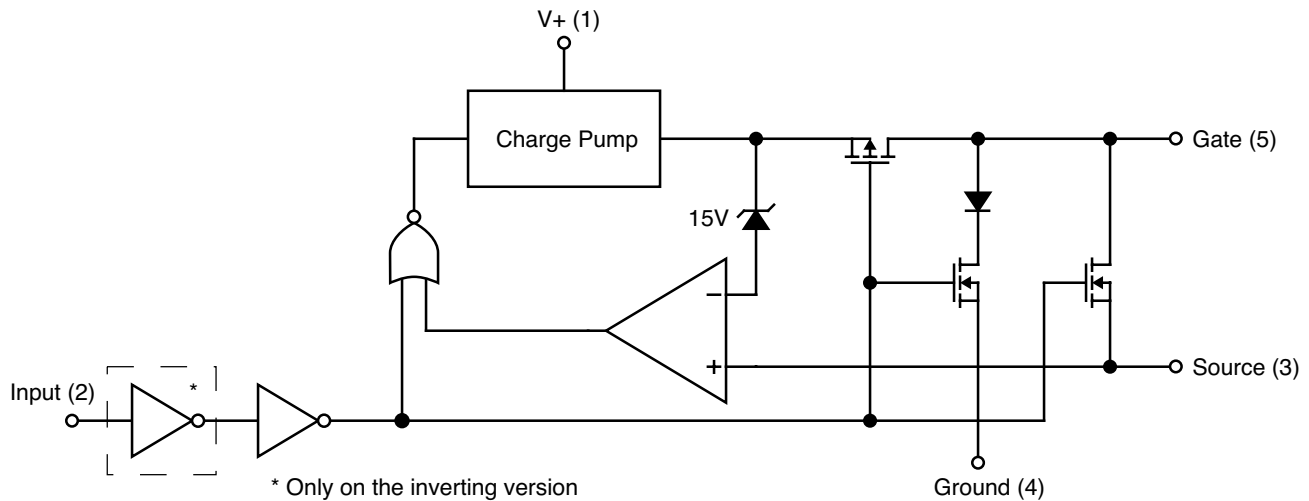 V+ (1)
Charge Pump
Gate (5)
15V
−
+
Source (3)
Input (2)
*
* Only on the inverting version
Ground (4)